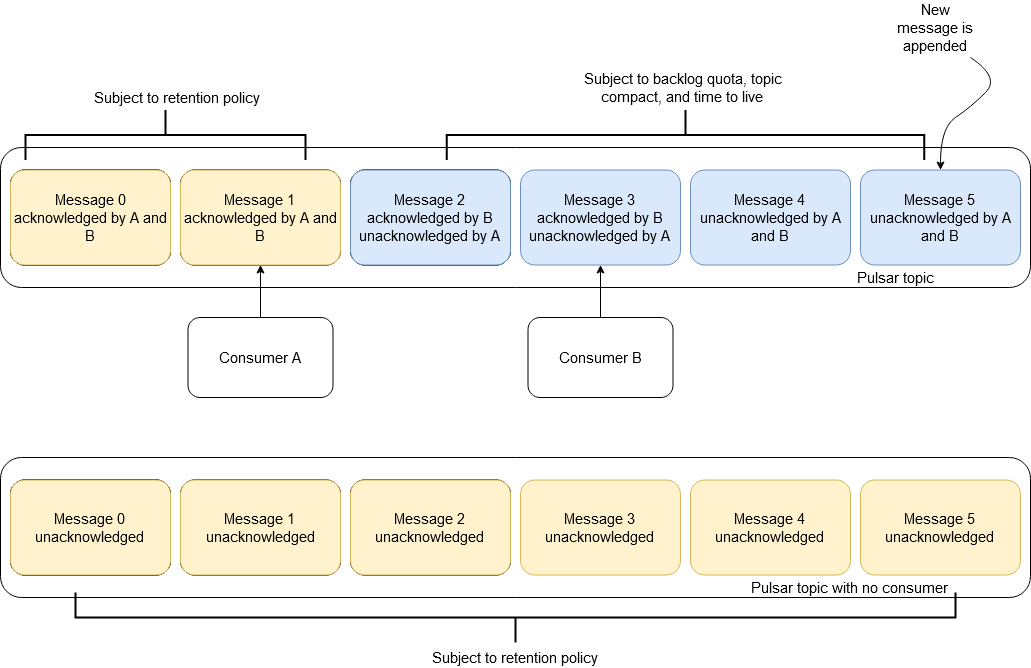 New
message is
appended
Subject to retention policy
Subject to backlog quota, topic
compact, and time to live
Message 0
acknowledged by A and
B
Message 1
acknowledged by A and
B
Message 2
acknowledged by B
unacknowledged by A
Message 3
acknowledged by B
unacknowledged by A
Message 4
unacknowledged by A
and B
Message 5
unacknowledged by A
and B
Pulsar topic
Consumer A
Consumer B
Message 0
unacknowledged
Message 1
unacknowledged
Message 2
unacknowledged
Message 3
unacknowledged
Message 4
unacknowledged
Message 5
unacknowledged
Pulsar topic with no consumer
Subject to retention policy